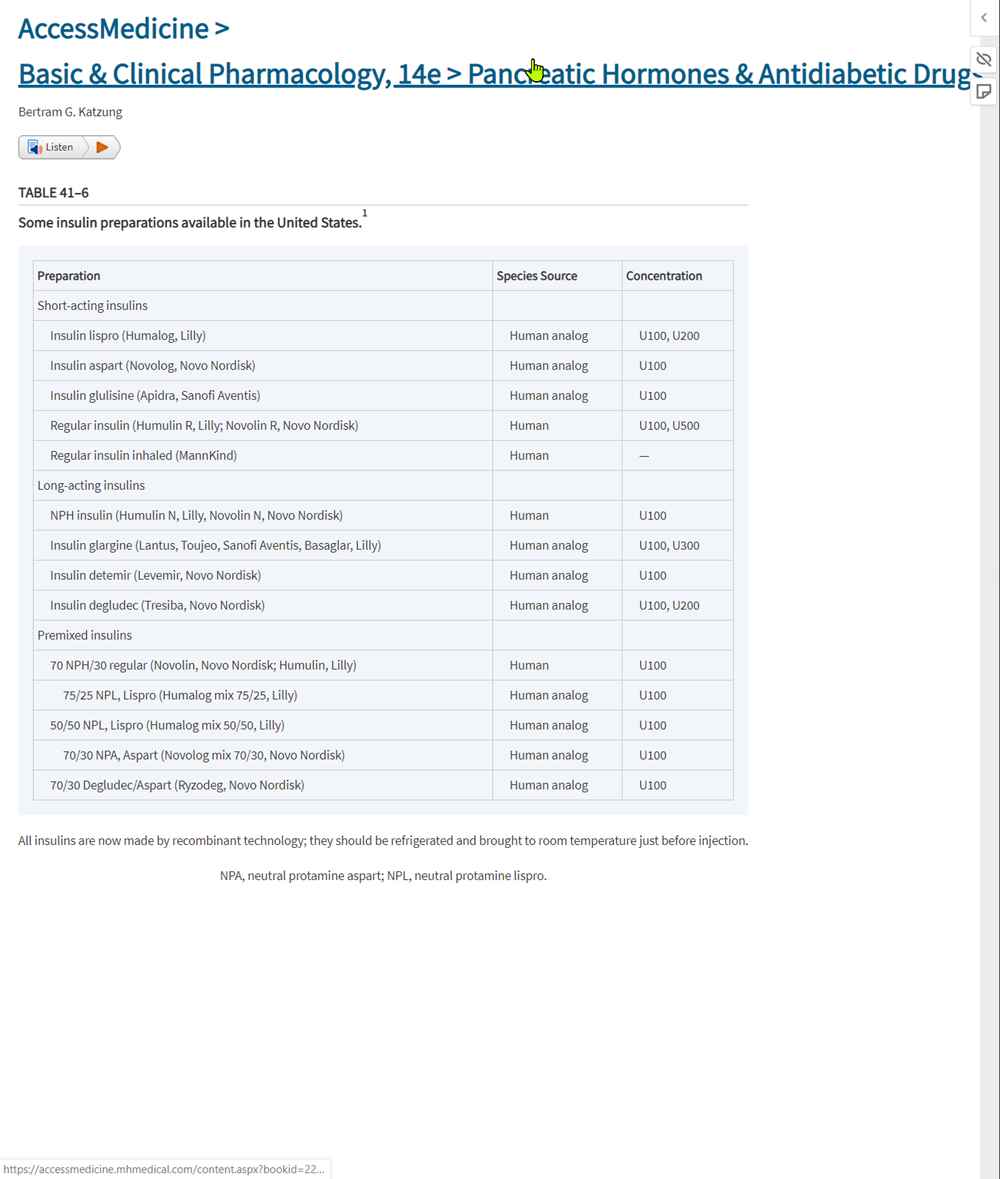 AccessMedicine >
Basic & Clinical Pharmacology, 14e > Pancreatic Hormones & Antidiabetic Drugs
Bertram G. Katzung
Listen
TABLE 41–6
Some insulin preparations available in the United States.1
Preparation Species Source Concentration
Short-acting insulins
Insulin lispro (Humalog, Lilly) Human analog U100, U200
Insulin aspart (Novolog, Novo Nordisk) Human analog U100
Insulin glulisine (Apidra, Sanofi Aventis) Human analog U100
Regular insulin (Humulin R, Lilly; Novolin R, Novo Nordisk) Human U100, U500
Regular insulin inhaled (MannKind) Human —
Long-acting insulins
NPH insulin (Humulin N, Lilly, Novolin N, Novo Nordisk) Human U100
Insulin glargine (Lantus, Toujeo, Sanofi Aventis, Basaglar, Lilly) Human analog U100, U300
Insulin detemir (Levemir, Novo Nordisk) Human analog U100
Insulin degludec (Tresiba, Novo Nordisk) Human analog U100, U200
Premixed insulins
70 NPH/30 regular (Novolin, Novo Nordisk; Humulin, Lilly) Human U100
75/25 NPL, Lispro (Humalog mix 75/25, Lilly) Human analog U100
50/50 NPL, Lispro (Humalog mix 50/50, Lilly) Human analog U100
70/30 NPA, Aspart (Novolog mix 70/30, Novo Nordisk) Human analog U100
70/30 Degludec/Aspart (Ryzodeg, Novo Nordisk) Human analog U100
All insulins are now made by recombinant technology; they should be refrigerated and brought to room temperature just before injection.
NPA, neutral protamine aspart; NPL, neutral protamine lispro.
https://accessmedicine.mhmedical.com/content.aspx?bookid=22...